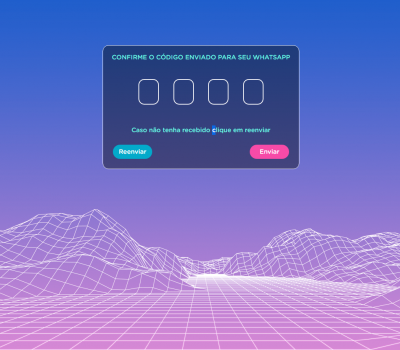 CONFIRME O CÓDIGO ENVIADO PARA SEU WHATSAPP
Caso não tenha recebido clique em reenviar
Reenviar
Enviar